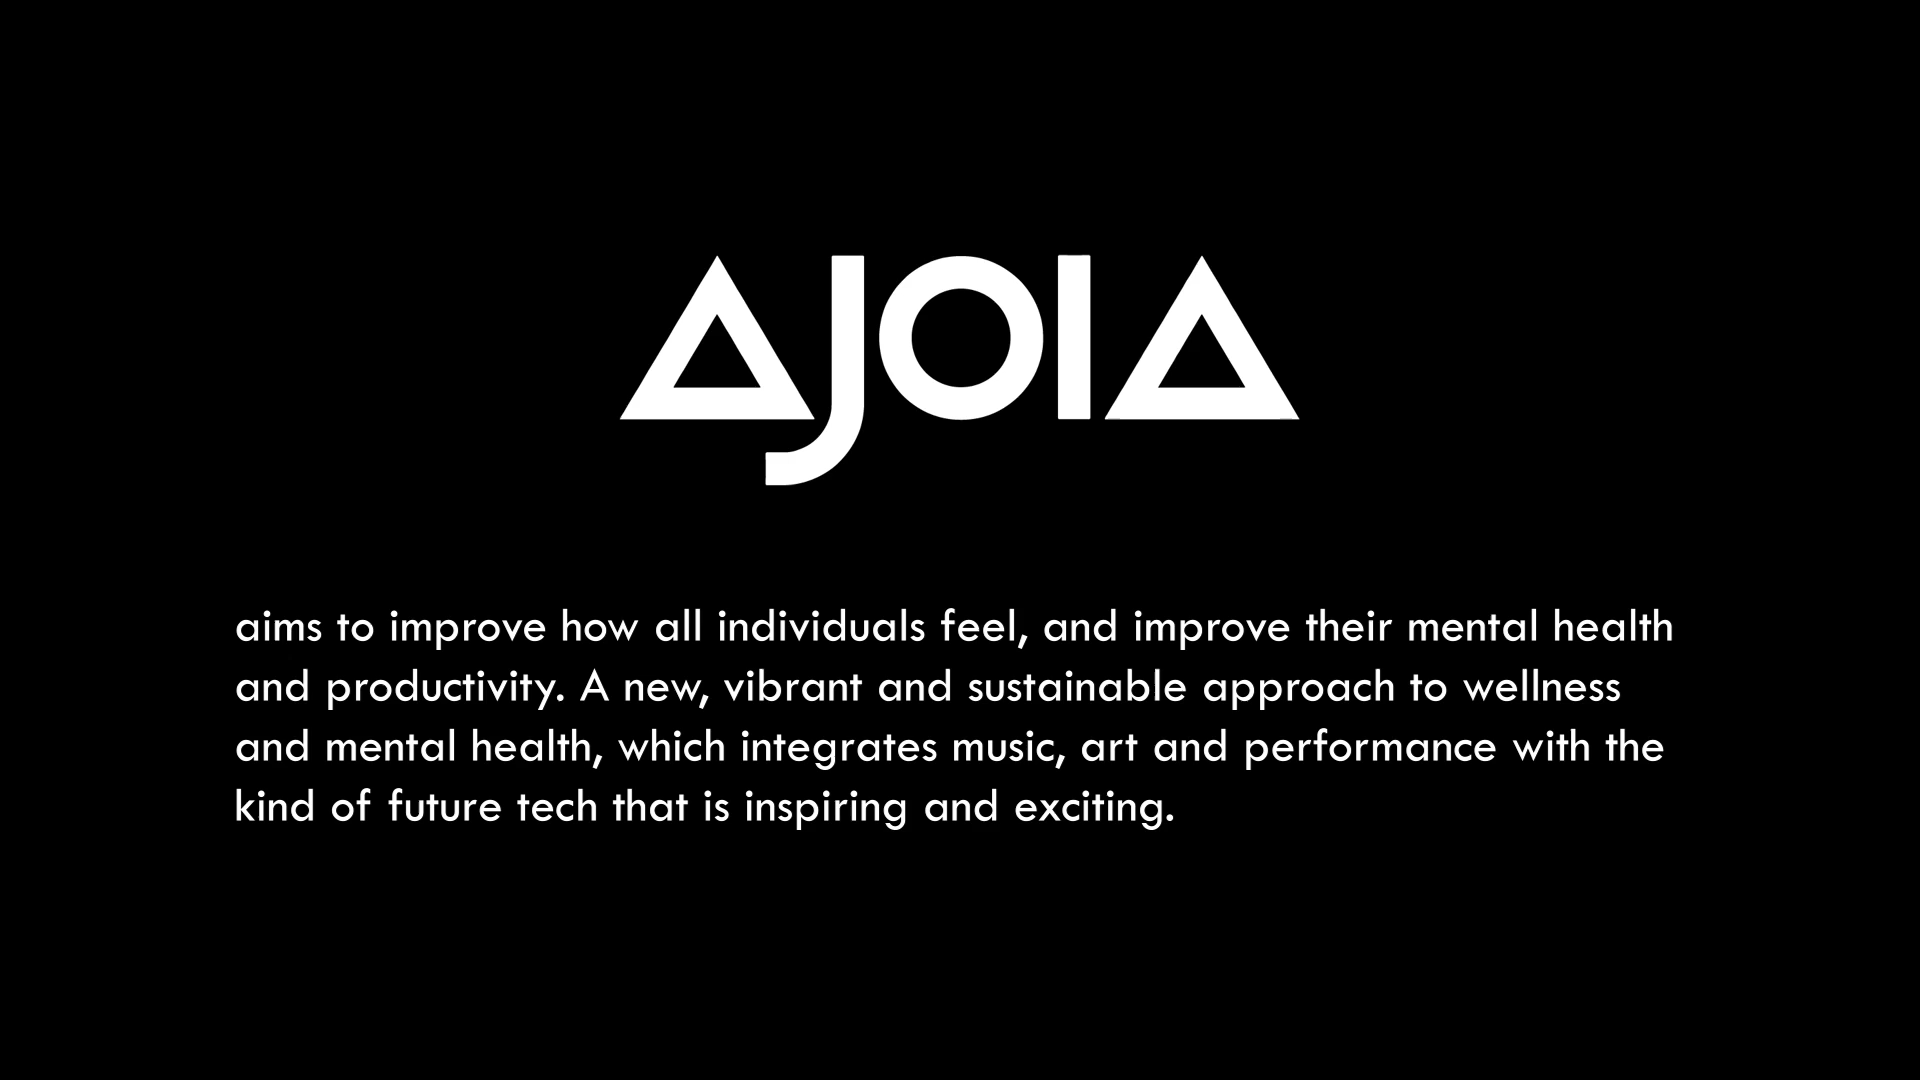 AJOIA
aims to improve how all individuals feel, and improve their mental health
and productivity. A new, vibrant and sustainable approach to wellness
and mental health, which integrates music, art and performance with the
kind of future tech that is inspiring and exciting.